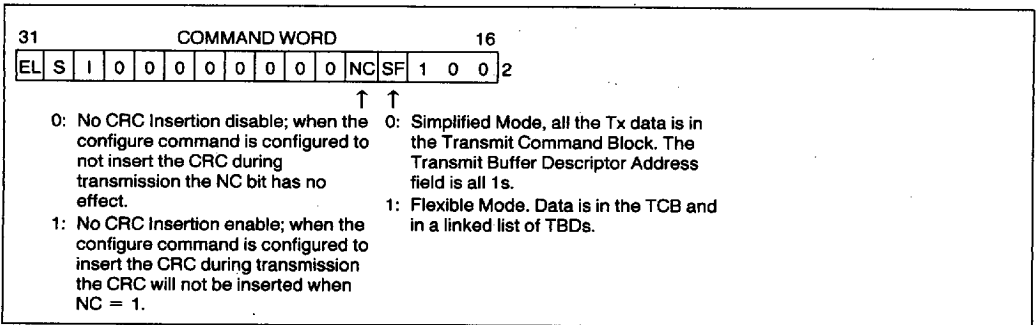 31 COMMAND WORD 16
EL S I 0 0 0 0 0 0 0 0 NC SF 1 0 0 2
↑ ↑
0: No CRC Insertion disable; when the
configure command is configured to
not insert the CRC during
transmission the NC bit has no
effect.
1: No CRC Insertion enable; when the
configure command is configured to
insert the CRC during transmission
the CRC will not be inserted when
NC = 1.
0: Simplified Mode, all the Tx data is in
the Transmit Command Block. The
Transmit Buffer Descriptor Address
field is all 1s.
1: Flexible Mode. Data is in the TCB and
in a linked list of TBDs.